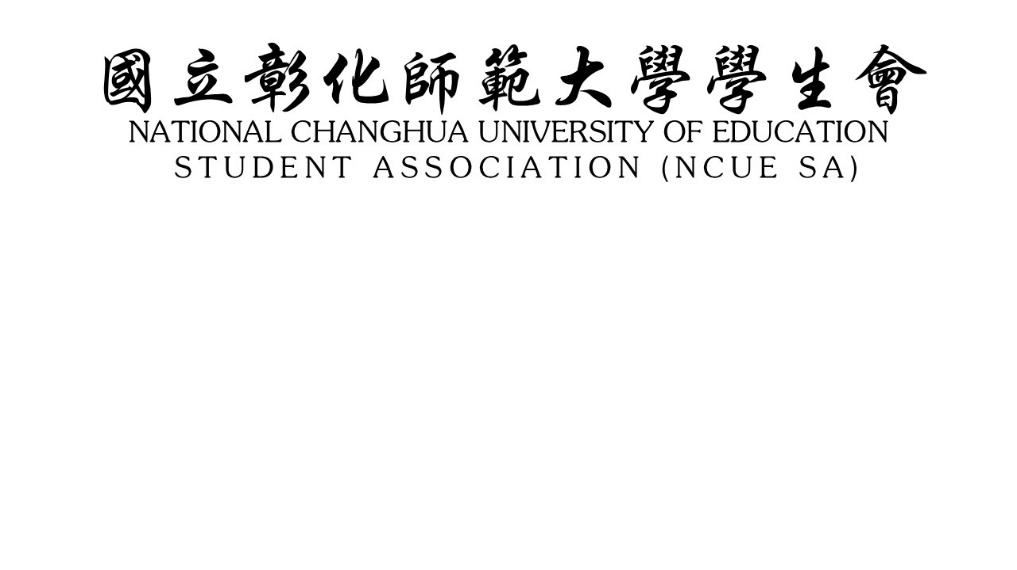 國立彰化師範大學學生會
NATIONAL CHANGHUA UNIVERSITY OF EDUCATION
STUDENT ASSOCIATION (NCUE SA)